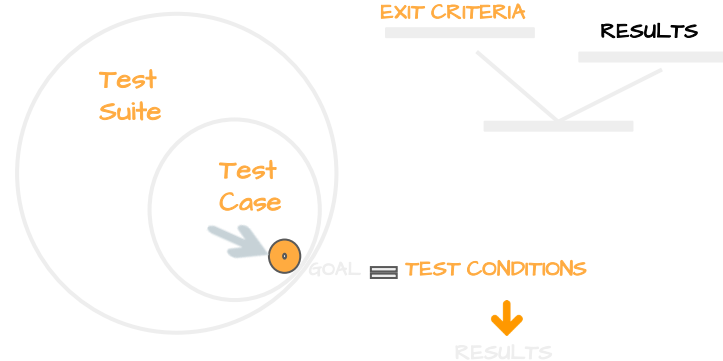 EXIT CRITERIA
RESULTS
Test
Suite
Test
Case
GOAL = TEST CONDITIONS
RESULTS